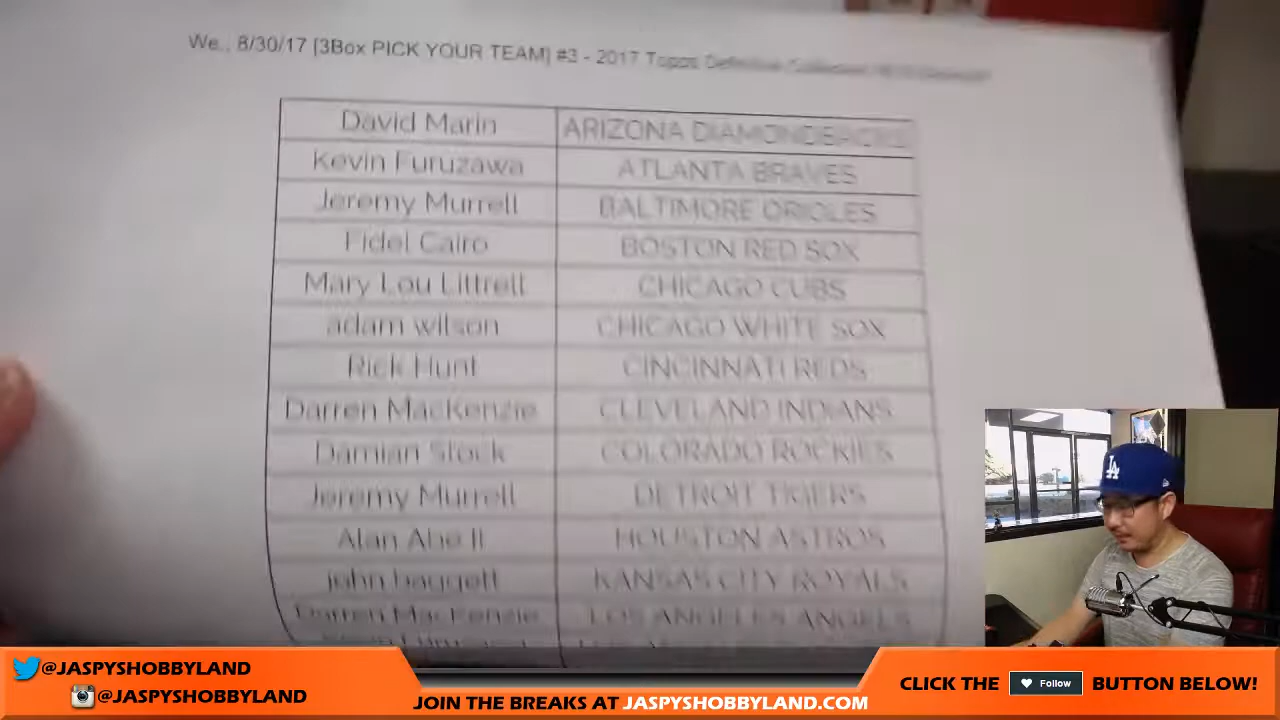 We., 8/30/17 [3Box PICK YOUR TEAM] #3 - 2017 Topps Definitive Collection
David Marin ARIZONA DIAMONDBACKS
Kevin Furuzawa ATLANTA BRAVES
Jeremy Murrell BALTIMORE ORIOLES
Fidel Cairo BOSTON RED SOX
Mary Lou Littrell CHICAGO CUBS
adam wilson CHICAGO WHITE SOX
Rick Hunt CINCINNATI REDS
Darren MacKenzie CLEVELAND INDIANS
Damian Stock COLORADO ROCKIES
Jeremy Murrell DETROIT TIGERS
Alan Ahe II HOUSTON ASTROS
john baggett KANSAS CITY ROYALS
Darren MacKenzie LOS ANGELES ANGELS
LA
@JASPYSHOBBYLAND
@JASPYSHOBBYLAND
JOIN THE BREAKS AT JASPYSHOBBYLAND.COM
CLICK THE Follow BUTTON BELOW!